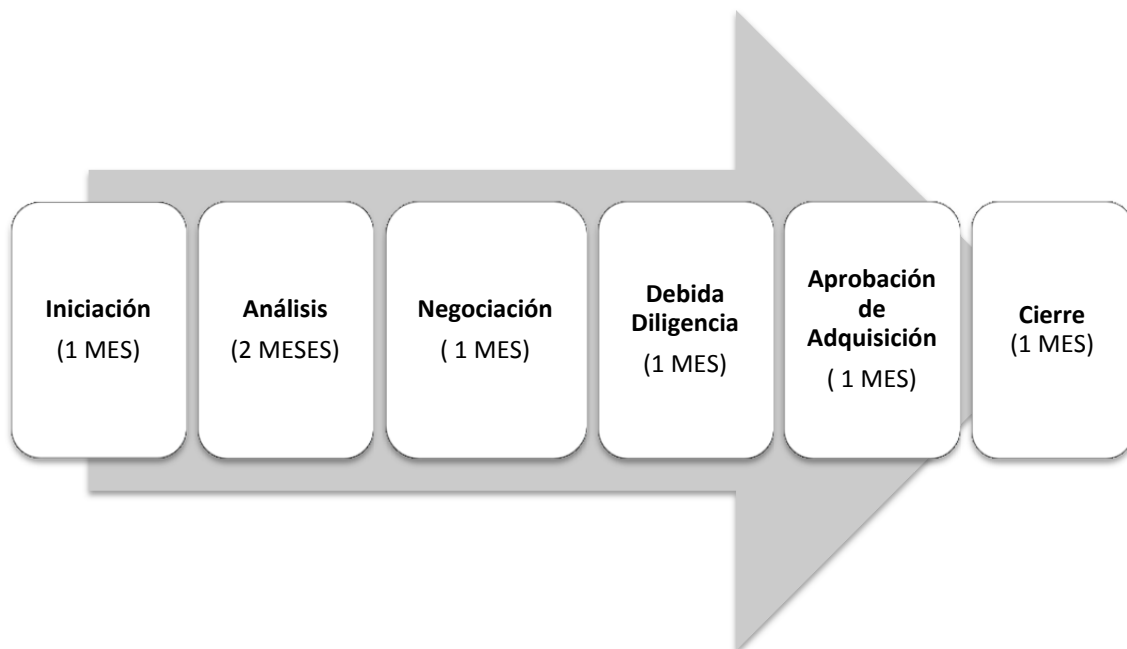 Iniciación
(1 MES)
Análisis
(2 MESES)
Negociación
( 1 MES)
Debida
Diligencia
(1 MES)
Aprobación
de
Adquisición
( 1 MES)
Cierre
(1 MES)